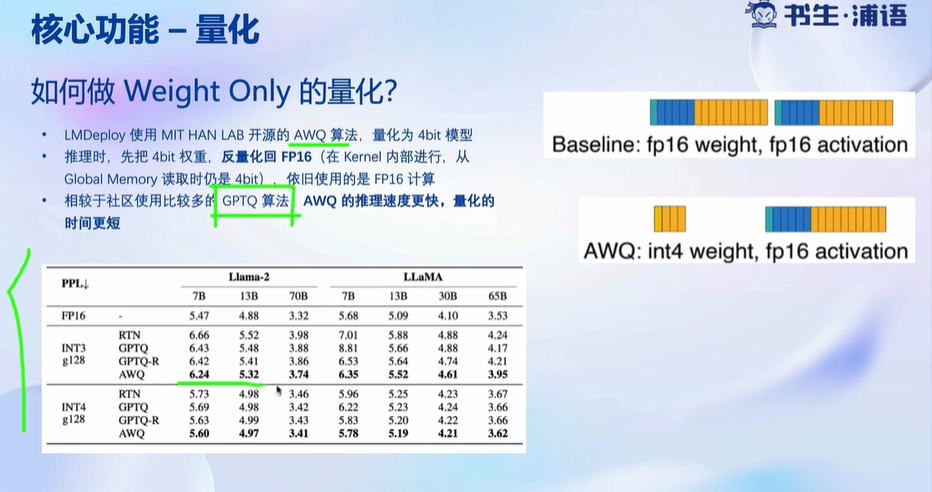 核心功能 – 量化
书生·浦语
如何做 Weight Only 的量化？
• LMDeploy 使用 MIT HAN LAB 开源的 AWQ 算法，量化为 4bit 模型
• 推理时，先把 4bit 权重，反量化回 FP16（在 Kernel 内部进行，从
Global Memory 读取时仍是 4bit），依旧使用的是 FP16 计算
• 相较于社区使用比较多的 GPTQ 算法，AWQ 的推理速度更快，量化的
时间更短
Baseline: fp16 weight, fp16 activation
AWQ: int4 weight, fp16 activation
PPL↓ Llama-2 LLaMA
7B 13B 70B 7B 13B 30B 65B
FP16 - 5.47 4.88 3.32 5.68 5.09 4.10 3.53
RTN 6.66 5.52 3.98 7.01 5.88 4.88 4.24
INT3 GPTQ 6.43 5.48 3.88 8.81 5.66 4.88 4.17
g128 GPTQ-R 6.42 5.41 3.86 6.53 5.64 4.74 4.21
AWQ 6.24 5.32 3.74 6.35 5.52 4.61 3.95
RTN 5.73 4.98 3.46 5.96 5.25 4.23 3.67
INT4 GPTQ 5.69 4.98 3.42 6.22 5.23 4.24 3.66
g128 GPTQ-R 5.63 4.99 3.43 5.83 5.20 4.22 3.66
AWQ 5.60 4.97 3.41 5.78 5.19 4.21 3.62